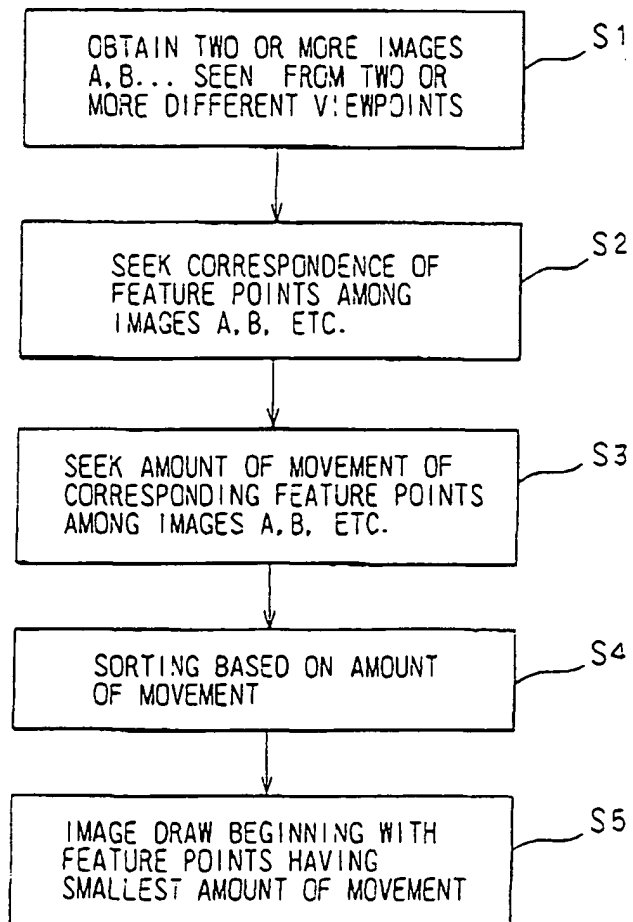 S1
OBTAIN TWO OR MORE IMAGES
A,B... SEEN FROM TWO OR
MORE DIFFERENT VIEWPOINTS
S2
SEEK CORRESPONDENCE OF
FEATURE POINTS AMONG
IMAGES A,B, ETC.
S3
SEEK AMOUNT OF MOVEMENT OF
CORRESPONDING FEATURE POINTS
AMONG IMAGES A,B, ETC.
S4
SORTING BASED ON AMOUNT
OF MOVEMENT
S5
IMAGE DRAW BEGINNING WITH
FEATURE POINTS HAVING
SMALLEST AMOUNT OF MOVEMENT